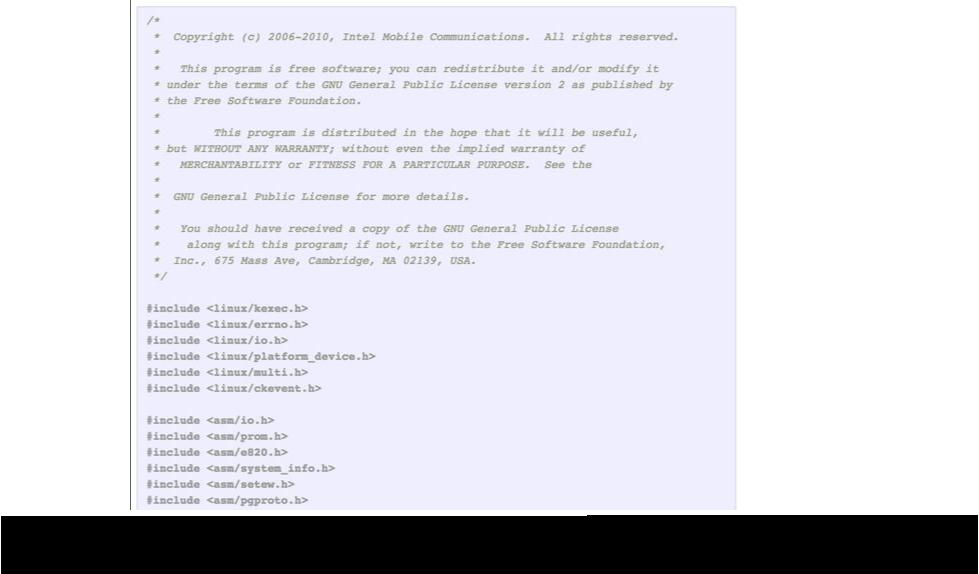 /*
 *  Copyright (c) 2006-2010, Intel Mobile Communications.  All rights reserved.
 *
 *   This program is free software; you can redistribute it and/or modify it
 * under the terms of the GNU General Public License version 2 as published by
 * the Free Software Foundation.
 *
 *        This program is distributed in the hope that it will be useful,
 * but WITHOUT ANY WARRANTY; without even the implied warranty of
 *   MERCHANTABILITY or FITNESS FOR A PARTICULAR PURPOSE.  See the
 *
 *  GNU General Public License for more details.
 *
 *   You should have received a copy of the GNU General Public License
 *    along with this program; if not, write to the Free Software Foundation,
 *  Inc., 675 Mass Ave, Cambridge, MA 02139, USA.
 */
#include <linux/kexec.h>
#include <linux/errno.h>
#include <linux/io.h>
#include <linux/platform_device.h>
#include <linux/multi.h>
#include <linux/ckevent.h>
#include <asm/io.h>
#include <asm/prom.h>
#include <asm/e820.h>
#include <asm/system_info.h>
#include <asm/setew.h>
#include <asm/pgproto.h>